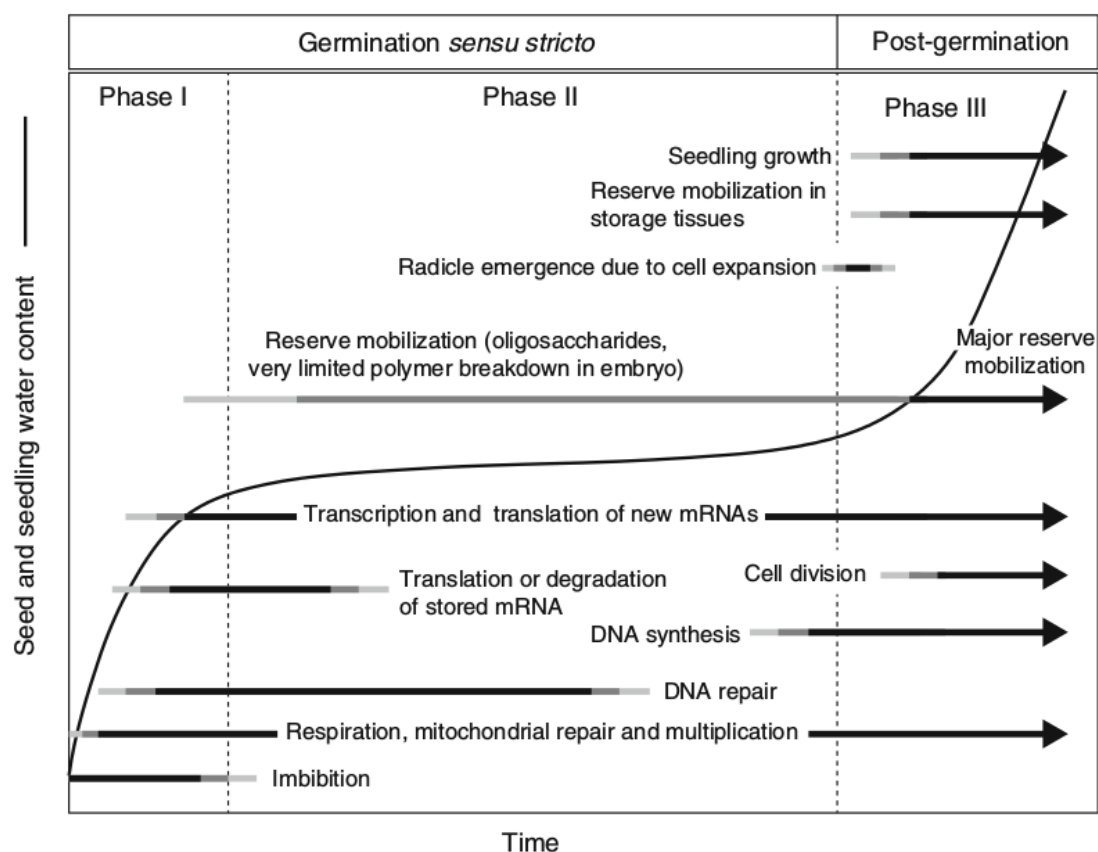 Germination sensu stricto
Post-germination
Phase I
Phase II
Phase III
Seedling growth
Reserve mobilization in
storage tissues
Radicle emergence due to cell expansion
Reserve mobilization (oligosaccharides,
very limited polymer breakdown in embryo)
Major reserve
mobilization
Transcription and translation of new mRNAs
Translation or degradation
of stored mRNA
Cell division
DNA synthesis
DNA repair
Respiration, mitochondrial repair and multiplication
Imbibition
Seed and seedling water content
Time